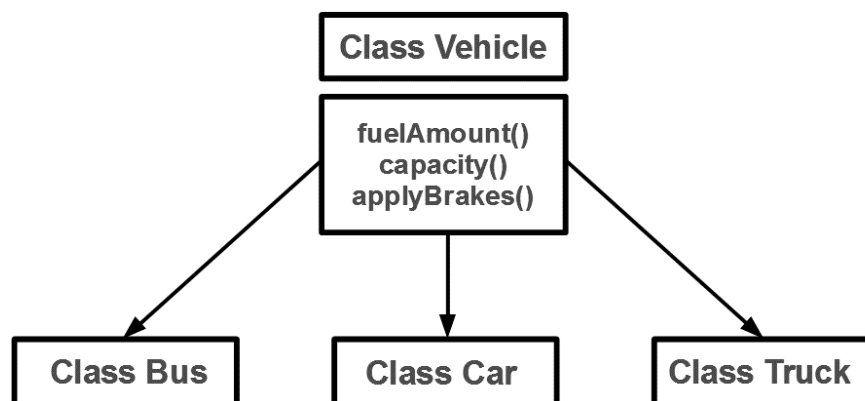 Class Vehicle
fuelAmount()
capacity()
applyBrakes()
Class Bus
Class Car
Class Truck